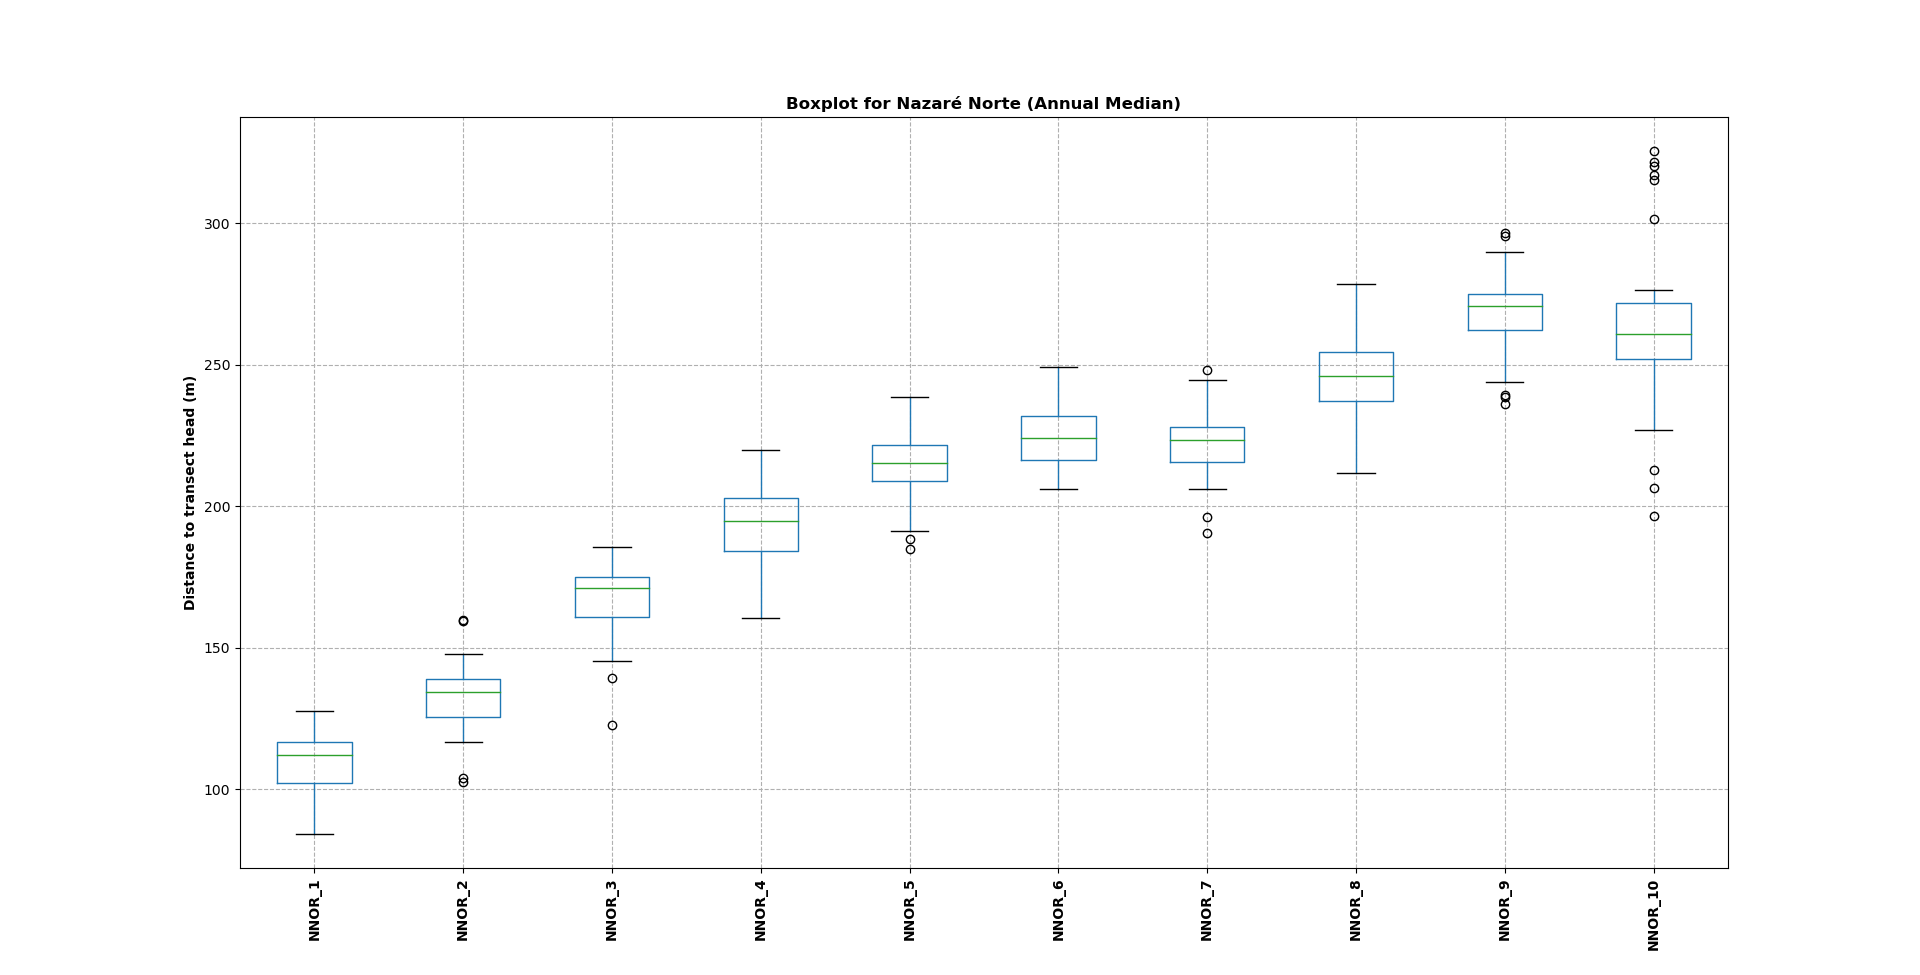 Boxplot for Nazaré Norte (Annual Median)
Distance to transect head (m)
300
250
200
150
100
NNOR_1
NNOR_2
NNOR_3
NNOR_4
NNOR_5
NNOR_6
NNOR_7
NNOR_8
NNOR_9
NNOR_10